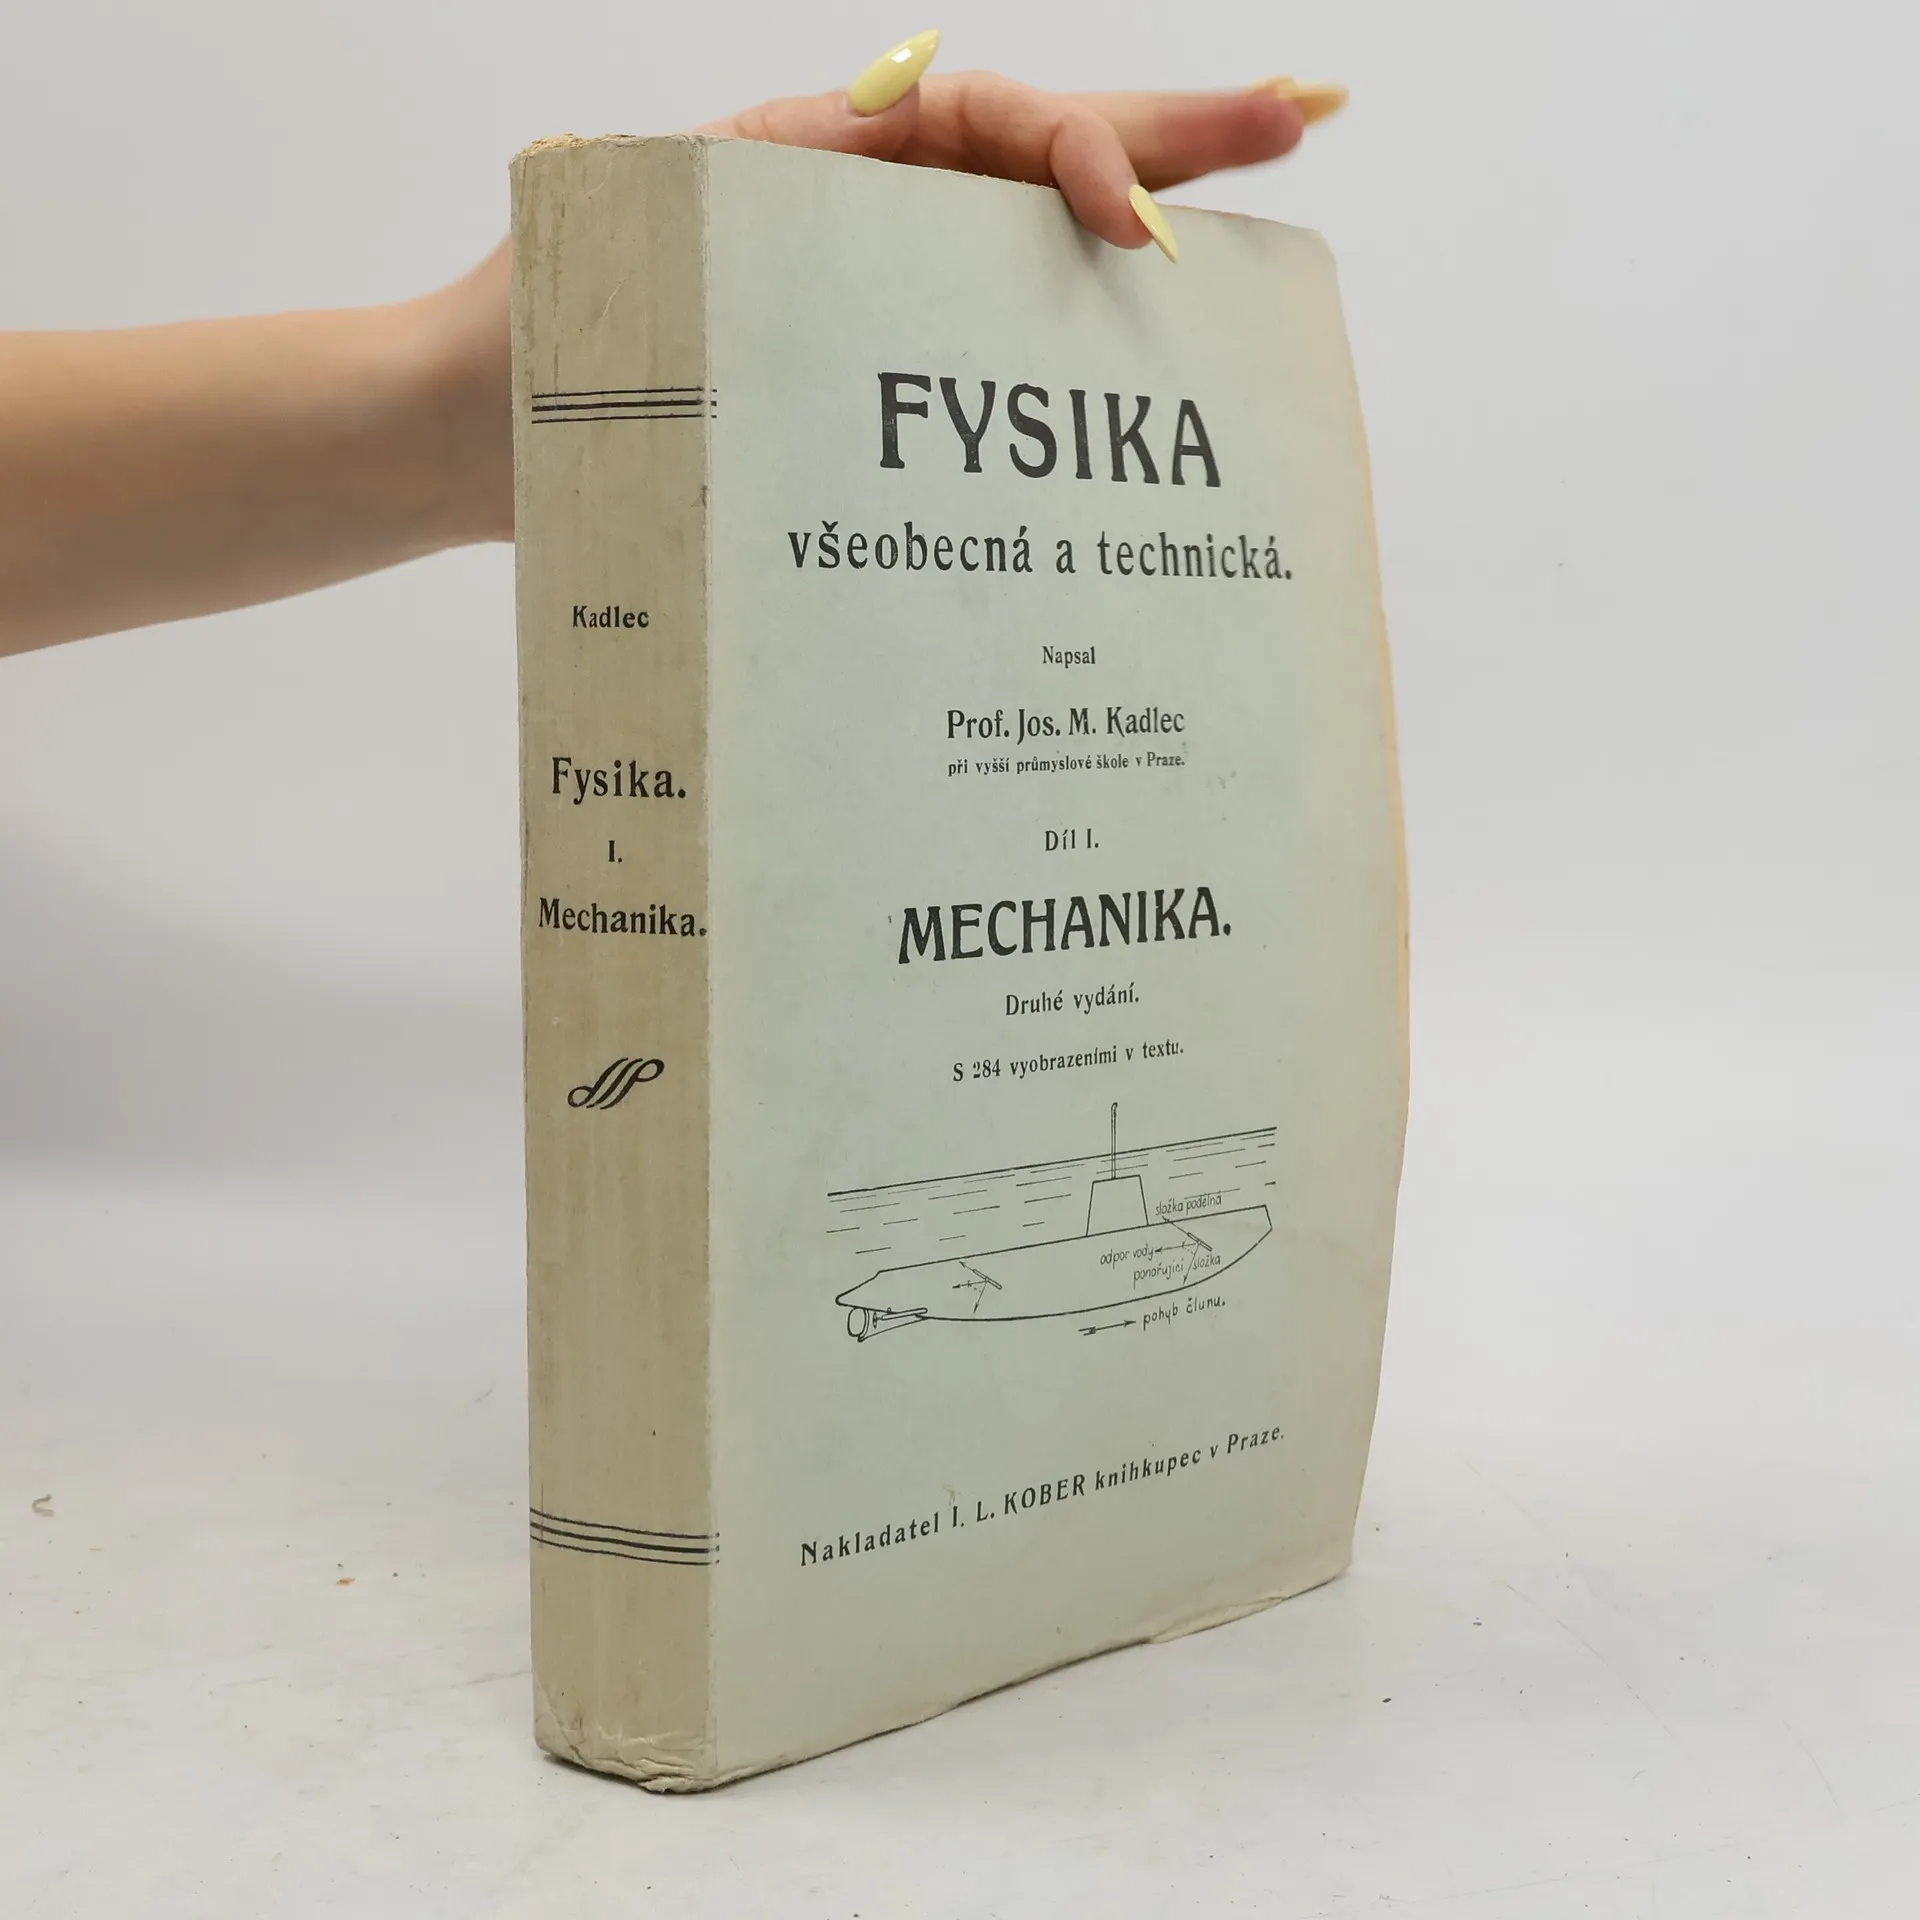 Kadlec
Fysika.
I.
Mechanika.
FYSIKA
všeobecná a technická.
Napsal
Prof. Jos. M. Kadlec
při vyšší průmyslové škole v Praze.
Díl I.
MECHANIKA.
Druhé vydání.
S 284 vyobrazeními v textu.
složka podélná
odpor vody
ponořující složka
pohyb člunu.
Nakladatel I. L. KOBER knihkupec v Praze.